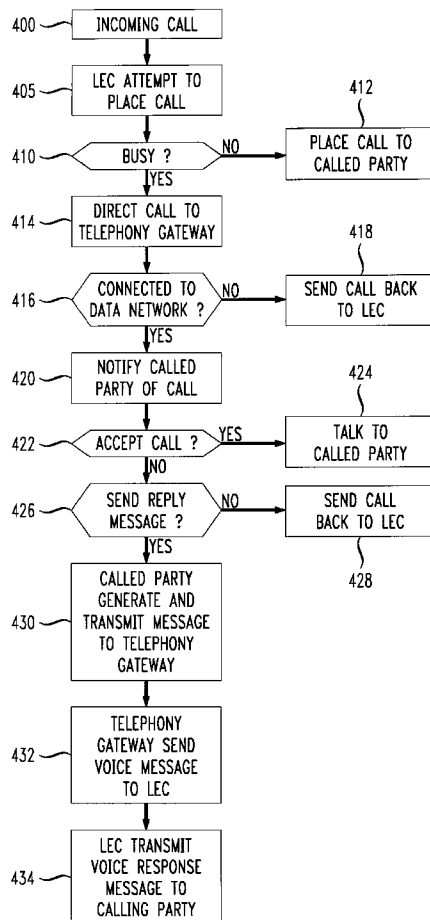 400
INCOMING CALL
405
LEC ATTEMPT TO
PLACE CALL
410
BUSY ?
NO
412
PLACE CALL TO
CALLED PARTY
YES
414
DIRECT CALL TO
TELEPHONY GATEWAY
416
CONNECTED TO
DATA NETWORK ?
NO
418
SEND CALL BACK
TO LEC
YES
420
NOTIFY CALLED
PARTY OF CALL
422
ACCEPT CALL ?
YES
424
TALK TO
CALLED PARTY
NO
426
SEND REPLY
MESSAGE ?
NO
SEND CALL
BACK TO LEC
428
YES
430
CALLED PARTY
GENERATE AND
TRANSMIT MESSAGE
TO TELEPHONY
GATEWAY
432
TELEPHONY
GATEWAY SEND
VOICE MESSAGE
TO LEC
434
LEC TRANSMIT
VOICE RESPONSE
MESSAGE TO
CALLING PARTY